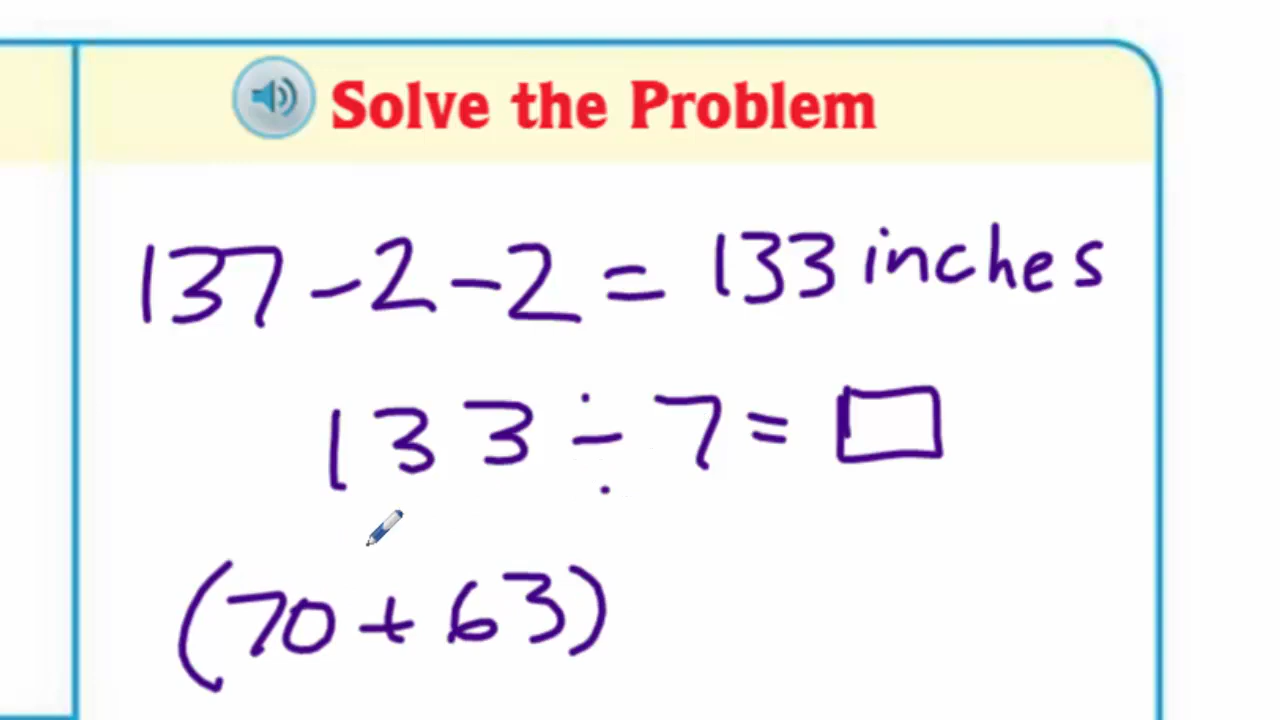 Solve the Problem
137 - 2 - 2 = 133 inches
133 ÷ 7 = □
(70 + 63)